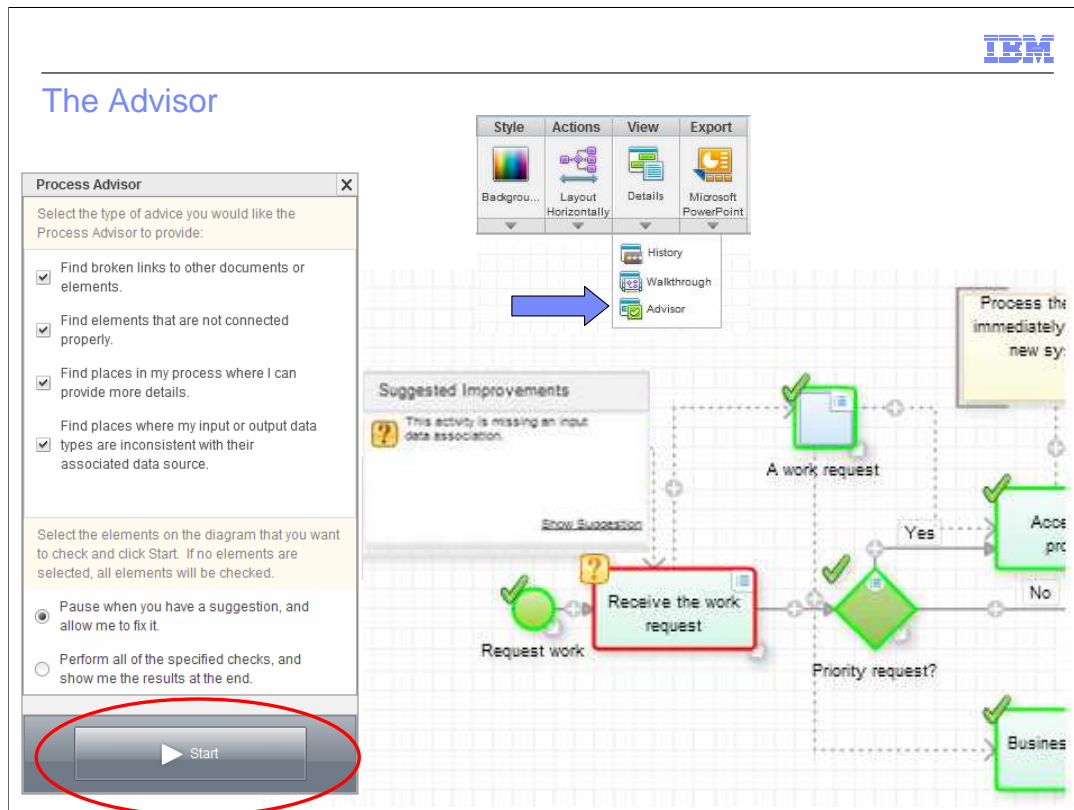 IBM
The Advisor
Style Actions View Export
Backgrou... Layout Horizontally Details Microsoft PowerPoint
History
Walkthrough
Advisor
Process Advisor X
Select the type of advice you would like the
Process Advisor to provide:
Find broken links to other documents or
elements.
Find elements that are not connected
properly.
Find places in my process where I can
provide more details.
Find places where my input or output data
types are inconsistent with their
associated data source.
Select the elements on the diagram that you want
to check and click Start. If no elements are
selected, all elements will be checked.
Pause when you have a suggestion, and
allow me to fix it.
Perform all of the specified checks, and
show me the results at the end.
Start
Suggested Improvements
?
This activity is missing an input
data association.
Show Suggestion
Process the
immediately
new sy
A work request
?
Receive the work
request
Request work
Priority request?
Yes
No
Acce
pro
Busines